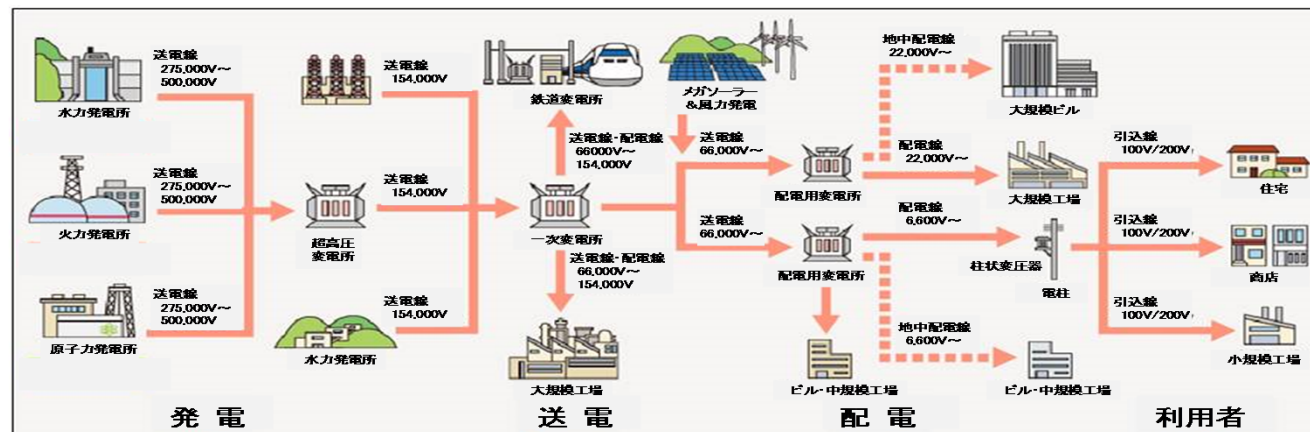 送電線
275,000V～
500,000V
水力発電所
送電線
275,000V～
500,000V
火力発電所
送電線
275,000V～
500,000V
原子力発電所
超高圧
変電所
送電線
154,000V
送電線
154,000V
送電線
154,000V
水力発電所
鉄道変電所
送電線・配電線
66000V～
154,000V
一次変電所
送電線・配電線
66,000V～
154,000V
大規模工場
メガソーラー
&風力発電
送電線
66,000V～
送電線
66,000V～
配電用変電所
配電用変電所
地中配電線
22,000V～
大規模ビル
配電線
22,000V～
大規模工場
配電線
6,600V～
柱状変圧器
電柱
地中配電線
6,600V～
ビル・中規模工場
ビル・中規模工場
引込線
100V/200V
住宅
引込線
100V/200V
商店
引込線
100V/200V
小規模工場
発電
送電
配電
利用者